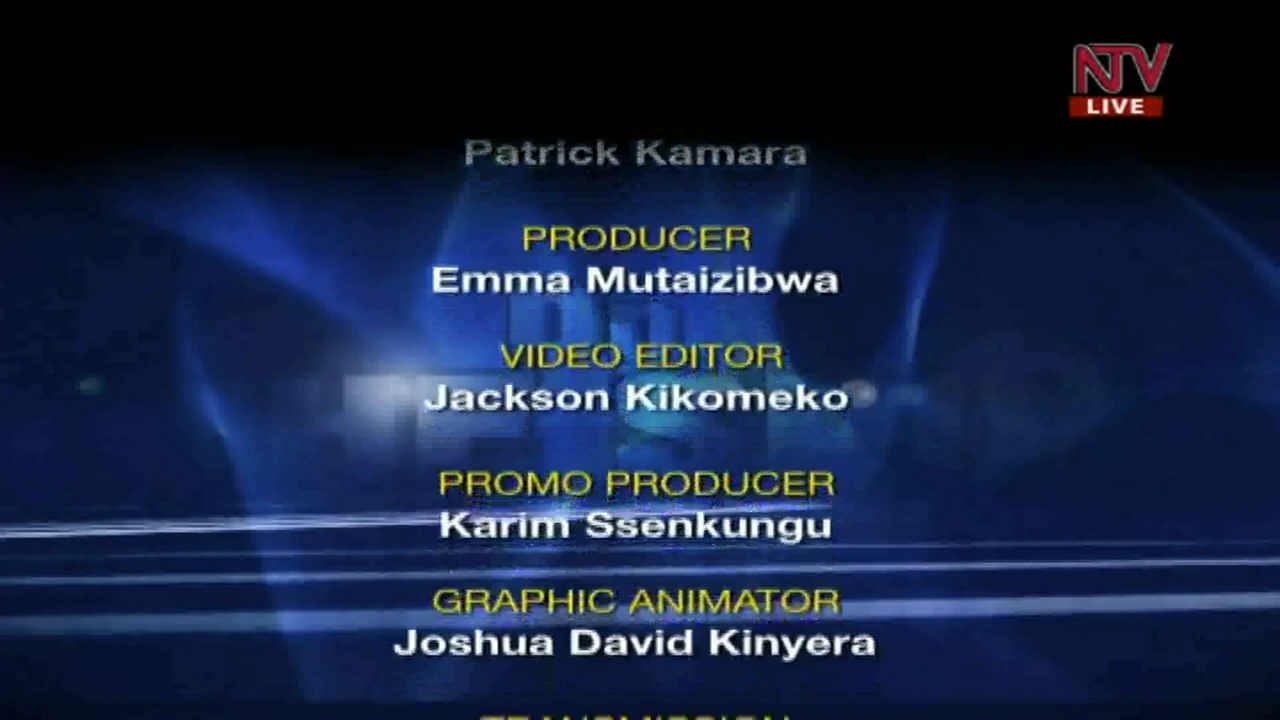 NTV
LIVE
Patrick Kamara
PRODUCER
Emma Mutaizibwa
VIDEO EDITOR
Jackson Kikomeko
PROMO PRODUCER
Karim Ssenkungu
GRAPHIC ANIMATOR
Joshua David Kinyera